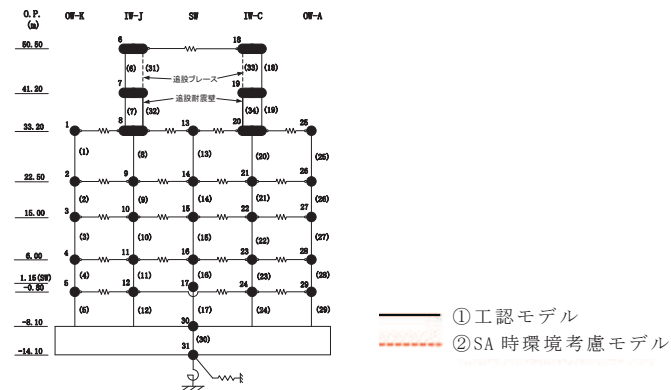 O.P. OW-K IW-J SW IW-C OW-A
(m)
6 18
50.50
(6) (31) (33) (18)
追設ブレース
7 19
41.20
追設耐震壁
(7) (32) (34) (19)
1 8 13 20 25
33.20
(1) (8) (13) (20) (25)
2 9 14 21 26
22.50
(2) (9) (14) (21) (26)
3 10 15 22 27
15.00
(3) (10) (15) (22) (27)
4 11 16 23 28
6.00
(4) (11) (16) (23) (28)
1.15(SW)
5 12 17 24 29
-0.80
(5) (12) (17) (24) (29)
30
-8.10
(30)
31
-14.10
①工認モデル
②SA時環境考慮モデル